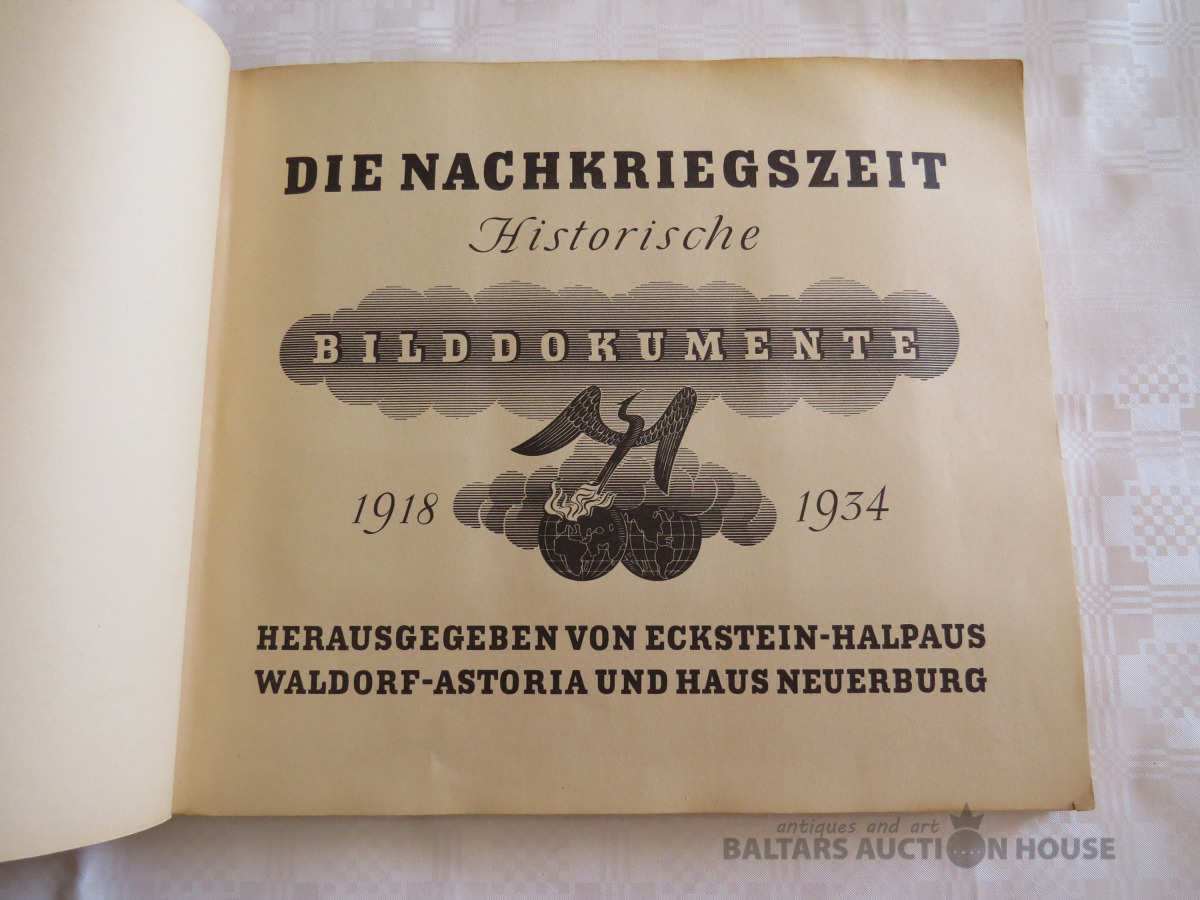 DIE NACHKRIEGSZEIT
Historische
BILDDOKUMENTE
1918 1934
HERAUSGEGEBEN VON ECKSTEIN-HALPAUS
WALDORF-ASTORIA UND HAUS NEUERBURG
antiques and art
BALTARS AUCTION HOUSE